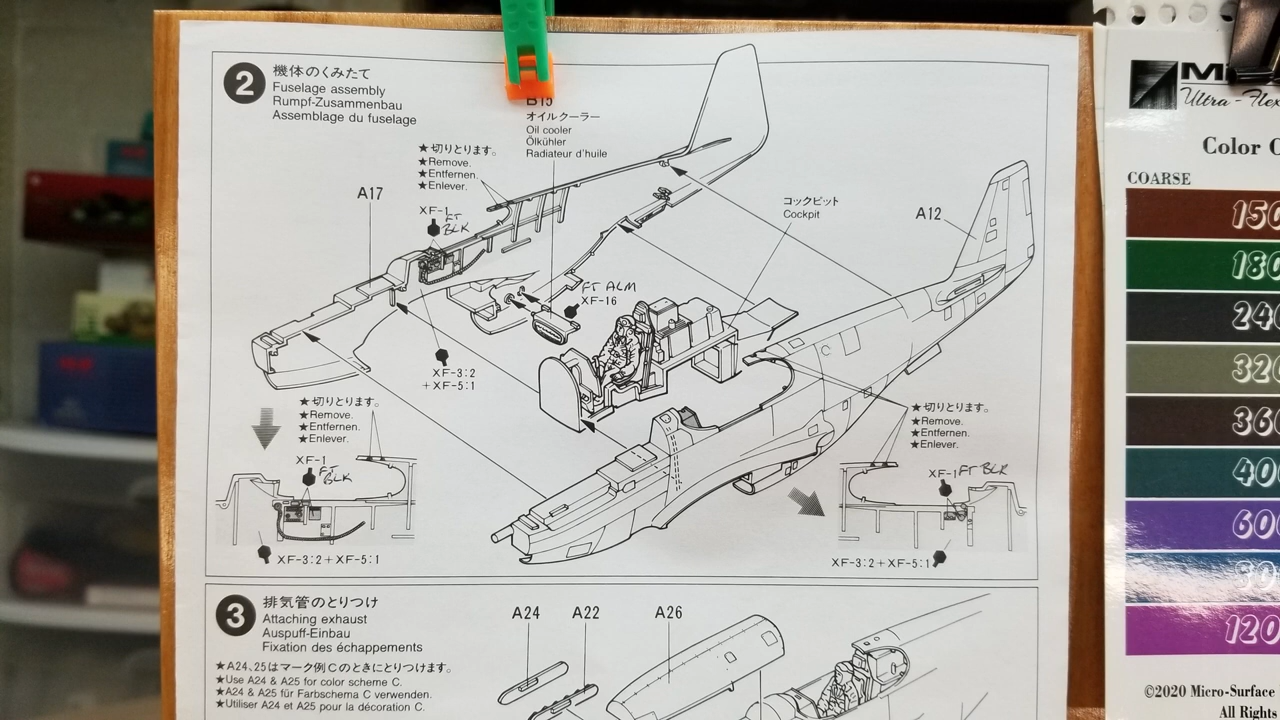 2
機体のくみたて
Fuselage assembly
Rumpf-Zusammenbau
Assemblage du fuselage
B15
オイルクーラー
Oil cooler
Ölkühler
Radiateur d'huile
★切りとります。
★Remove.
★Entfernen.
★Enlever.
A17
XF-1
FT
BLK
コックピット
Cockpit
A12
FT ALM
XF-16
XF-3:2
+XF-5:1
★切りとります。
★Remove.
★Entfernen.
★Enlever.
XF-1
FT
BLK
XF-3:2+XF-5:1
★切りとります。
★Remove.
★Entfernen.
★Enlever.
XF-1 FT BLK
XF-3:2+XF-5:1
3
排気管のとりつけ
Attaching exhaust
Auspuff-Einbau
Fixation des échappements
★A24、25はマーク例Cのときにとりつけます。
★Use A24 & A25 for color scheme C.
★A24 & A25 für Farbschema C verwenden.
★Utiliser A24 et A25 pour la décoration C.
A24
A22
A26
Mi
Ultra-Flex
Color C
COARSE
150
180
240
320
360
400
600
120
©2020 Micro-Surface
All Rights